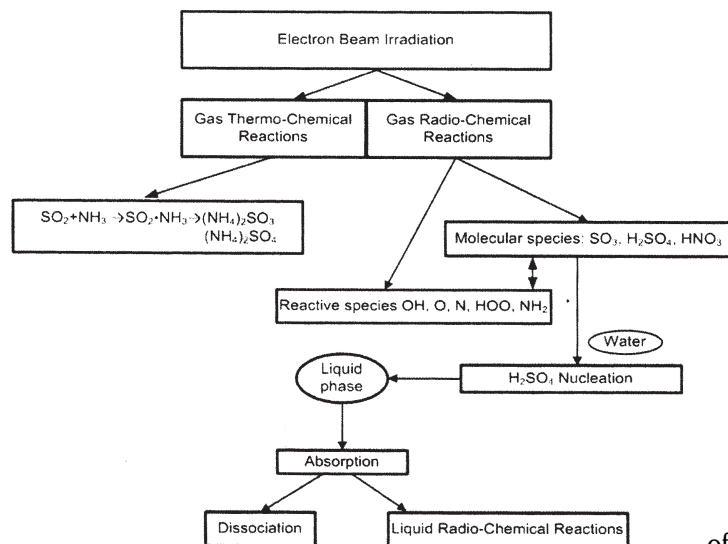 Electron Beam Irradiation
Gas Thermo-Chemical
Reactions
Gas Radio-Chemical
Reactions
SO₂+NH₃ →SO₂•NH₃→(NH₄)₂SO₃
(NH₄)₂SO₄
Molecular species: SO₃, H₂SO₄, HNO₃
Reactive species OH, O, N, HOO, NH₂
Water
Liquid
phase
H₂SO₄ Nucleation
Absorption
Dissociation
Liquid Radio-Chemical Reactions